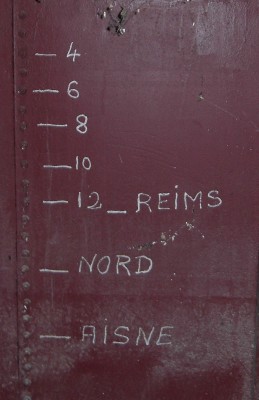 — 4
— 6
— 8
— 10
— 12 _ REIMS
— NORD
— AISNE